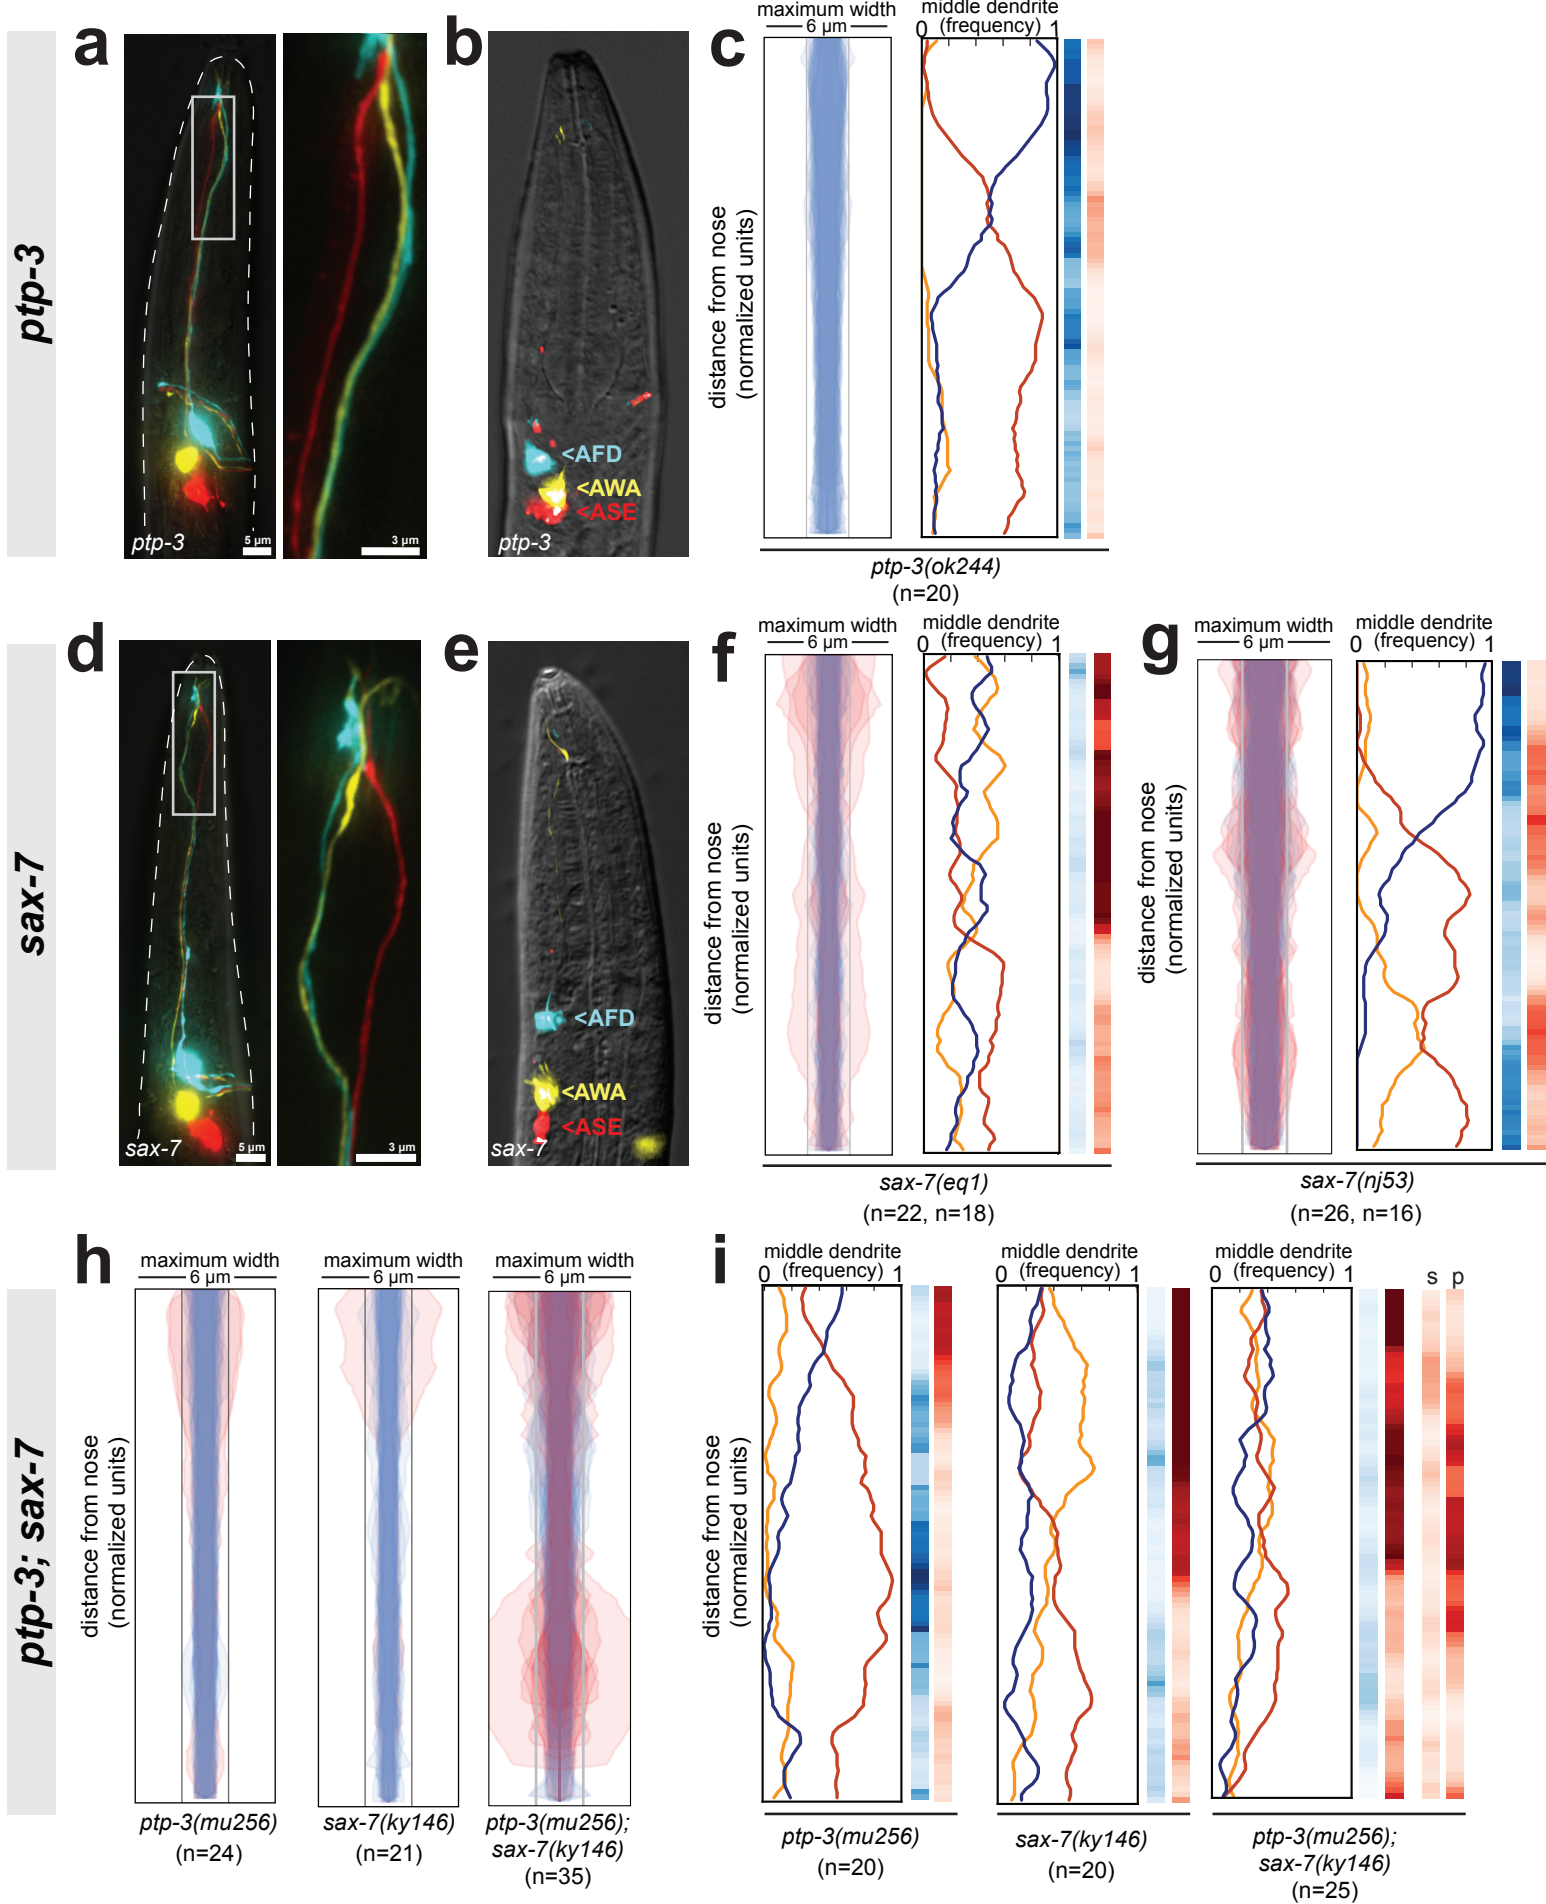 ptp-3
a
ptp-3
5 µm
3 µm
b
<AFD
<AWA
<ASE
ptp-3
c
maximum width
6 µm
middle dendrite
0 (frequency) 1
distance from nose
(normalized units)
ptp-3(ok244)
(n=20)
sax-7
d
sax-7
5 µm
3 µm
e
<AFD
<AWA
<ASE
sax-7
f
maximum width
6 µm
middle dendrite
0 (frequency) 1
distance from nose
(normalized units)
sax-7(eq1)
(n=22, n=18)
g
maximum width
6 µm
middle dendrite
0 (frequency) 1
distance from nose
(normalized units)
sax-7(nj53)
(n=26, n=16)
ptp-3; sax-7
h
maximum width
6 µm
maximum width
6 µm
maximum width
6 µm
distance from nose
(normalized units)
ptp-3(mu256)
(n=24)
sax-7(ky146)
(n=21)
ptp-3(mu256);
sax-7(ky146)
(n=35)
i
middle dendrite
0 (frequency) 1
middle dendrite
0 (frequency) 1
middle dendrite
0 (frequency) 1
s p
distance from nose
(normalized units)
ptp-3(mu256)
(n=20)
sax-7(ky146)
(n=20)
ptp-3(mu256);
sax-7(ky146)
(n=25)